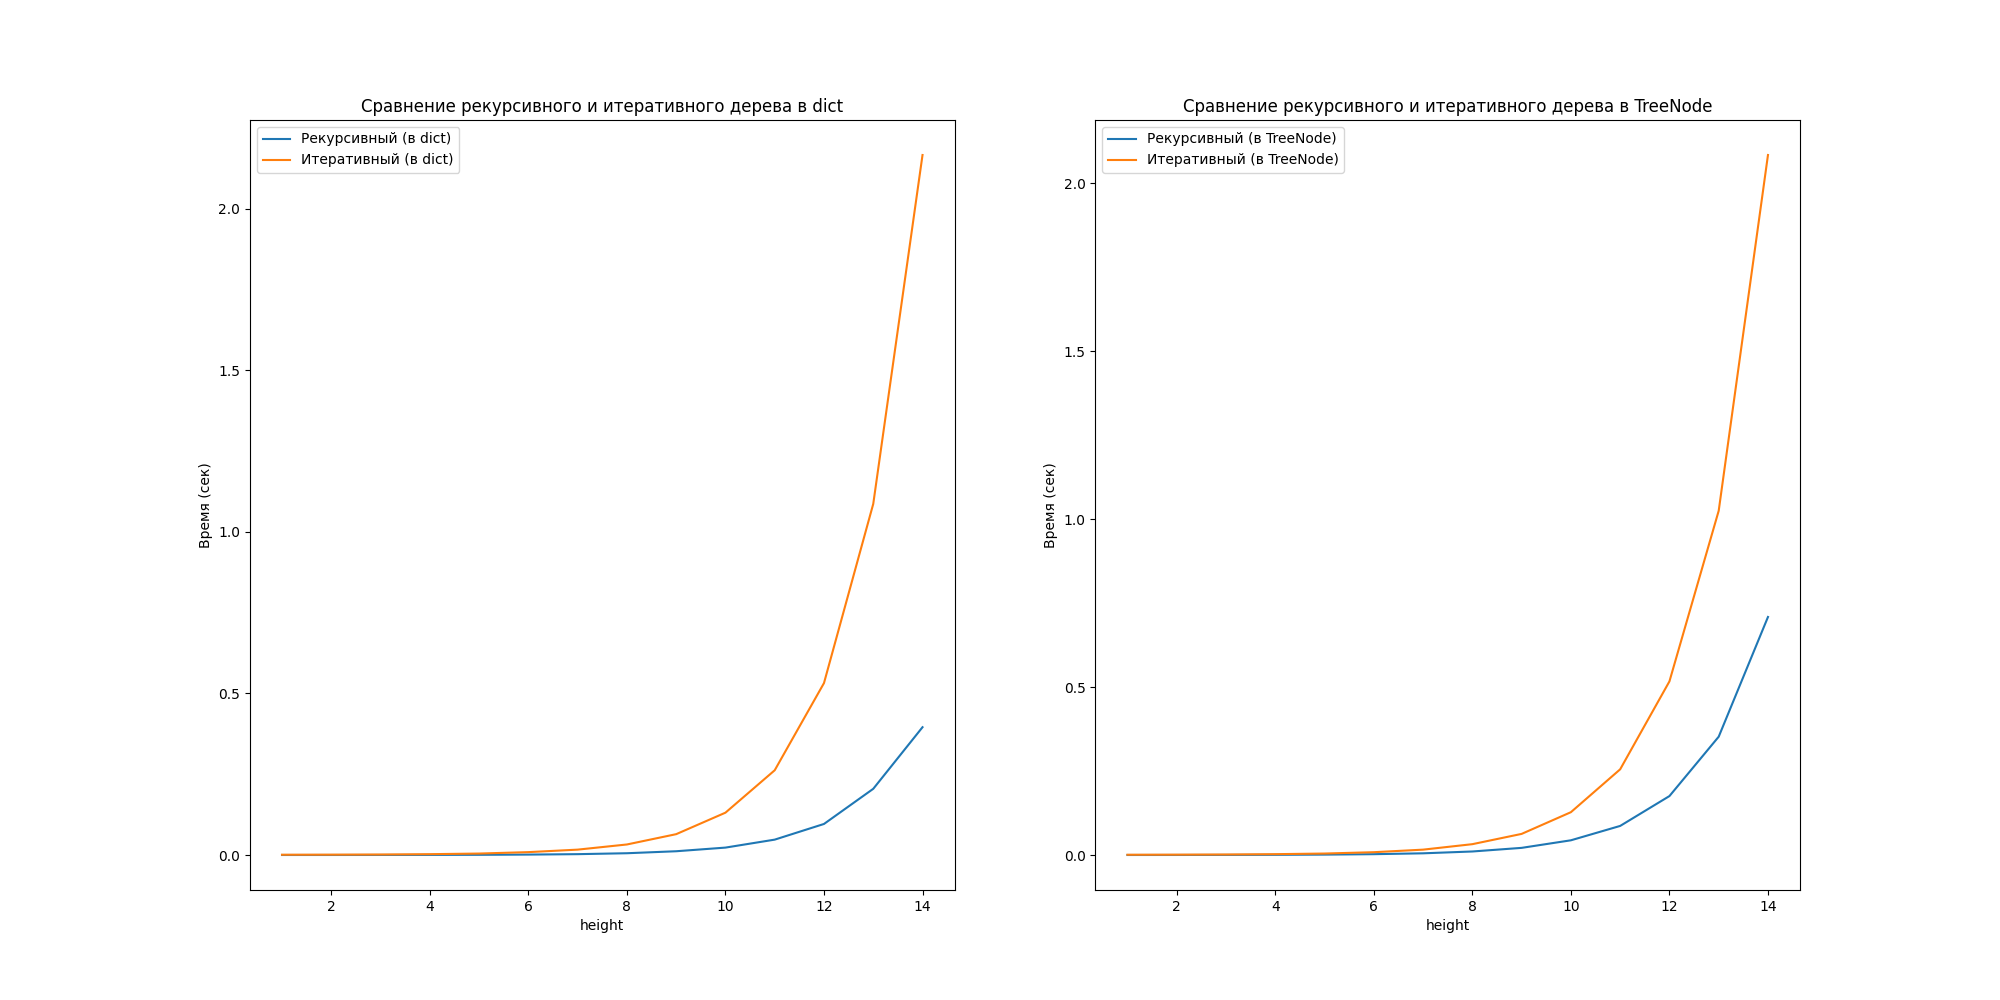 Сравнение рекурсивного и итеративного дерева в dict
Рекурсивный (в dict)
Итеративный (в dict)
Время (сек)
2.0
1.5
1.0
0.5
0.0
2 4 6 8 10 12 14
height
Сравнение рекурсивного и итеративного дерева в TreeNode
Рекурсивный (в TreeNode)
Итеративный (в TreeNode)
Время (сек)
2.0
1.5
1.0
0.5
0.0
2 4 6 8 10 12 14
height